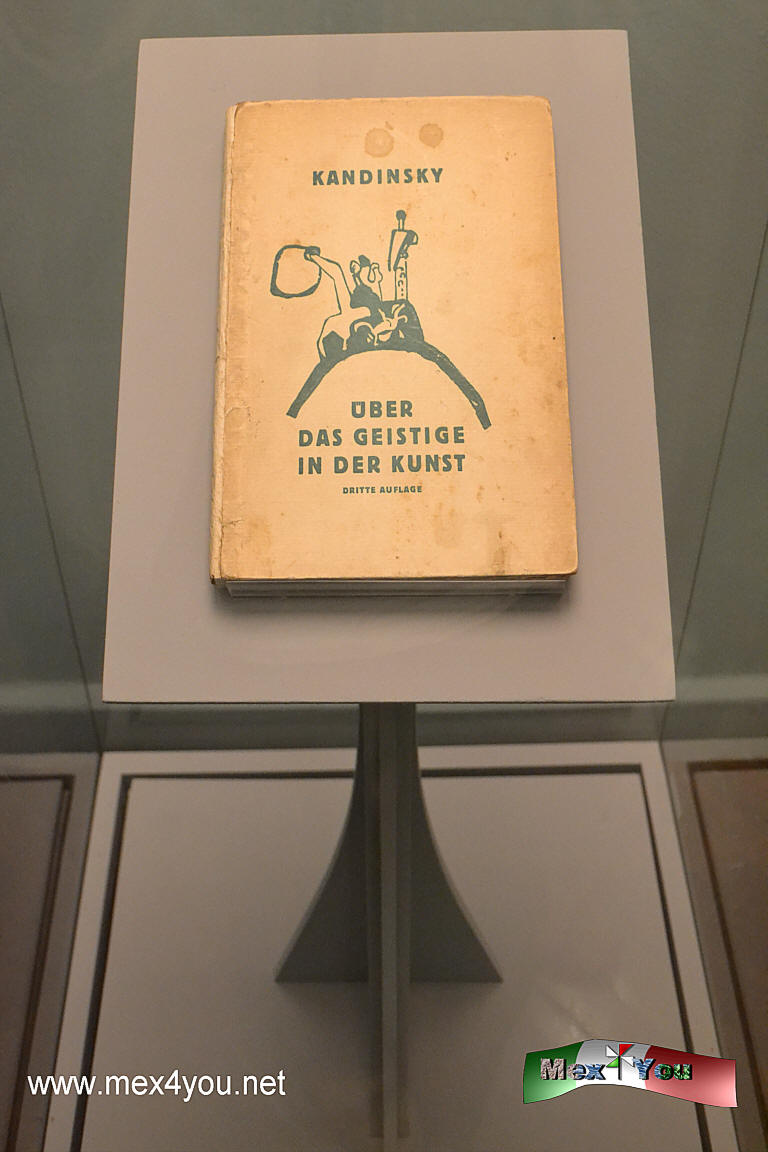 KANDINSKY
ÜBER
DAS GEISTIGE
IN DER KUNST
DRITTE AUFLAGE
www.mex4you.net
Mex4You